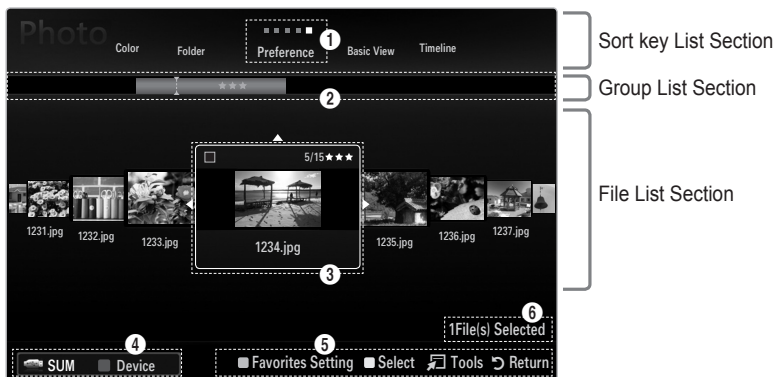 Photo
Color Folder Preference Basic View Timeline
1
Sort key List Section
Group List Section
2
File List Section
5/15★★★
1231.jpg 1232.jpg 1233.jpg 1234.jpg 1235.jpg 1236.jpg 1237.jpg
3
6
1File(s) Selected
4
5
SUM Device Favorites Setting Select Tools Return